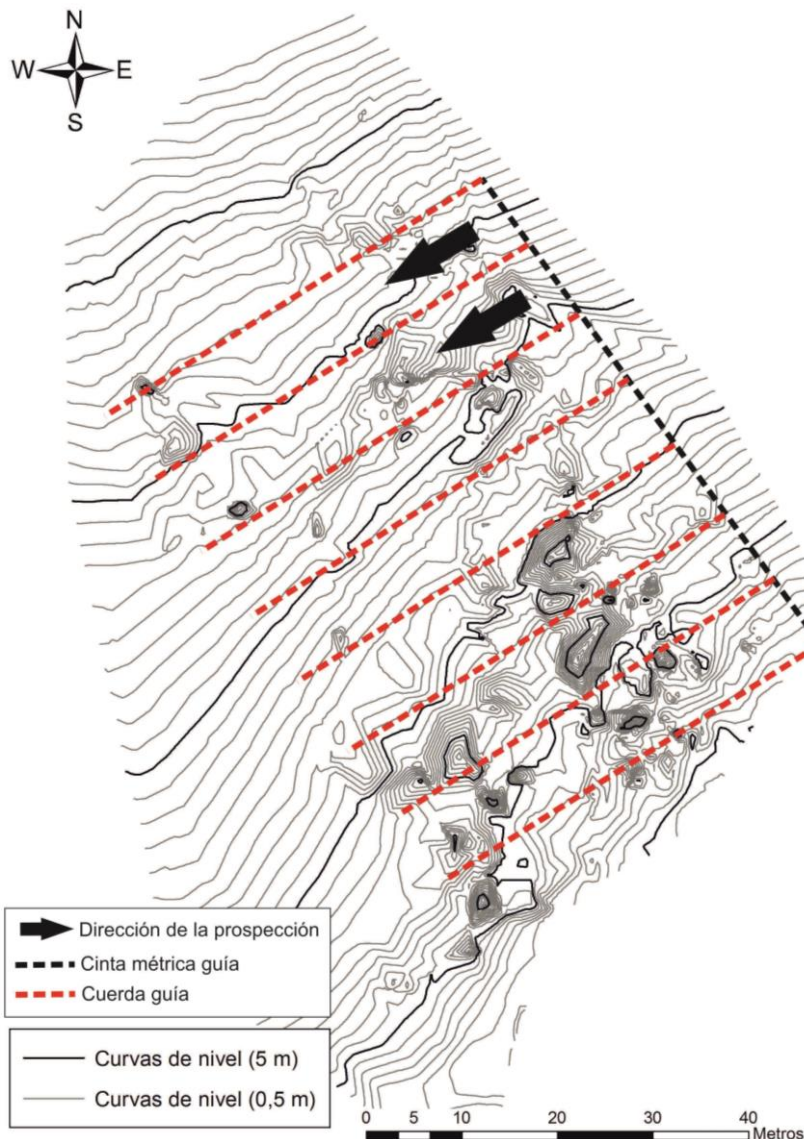 N
W E
S
Dirección de la prospección
Cinta métrica guía
Cuerda guía
Curvas de nivel (5 m)
Curvas de nivel (0,5 m)
0 5 10 20 30 40
Metros